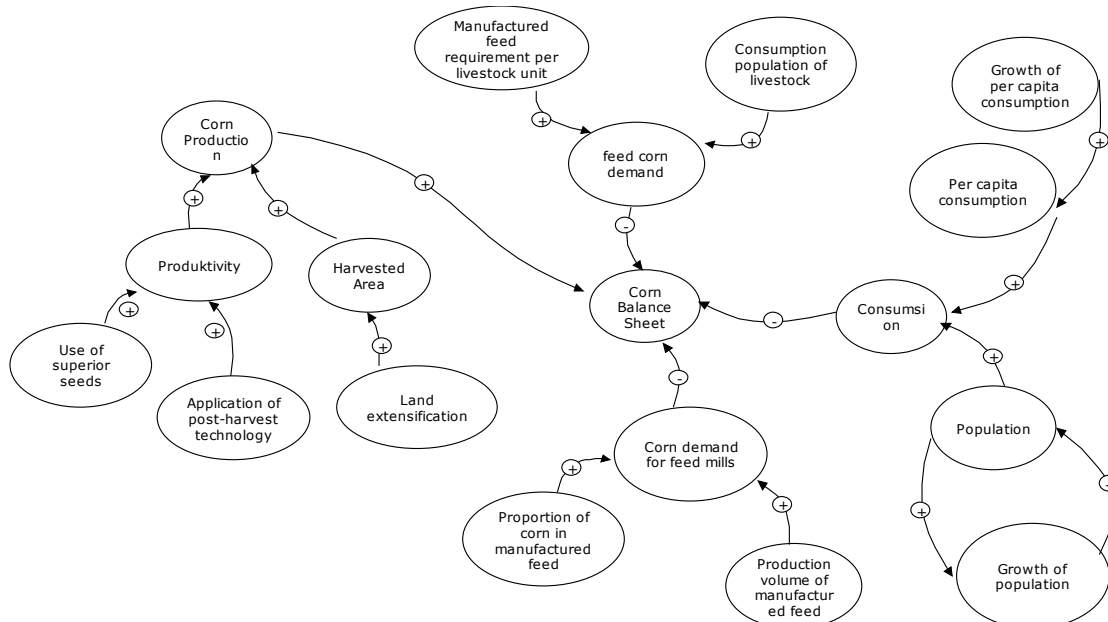 Manufactured
feed
requirement per
livestock unit
Consumption
population of
livestock
Growth of
per capita
consumption
Corn
Productio
n
+
+
+
feed corn
demand
+
Per capita
consumption
+
+
-
Produktivity
Harvested
Area
+
Corn
Balance
Sheet
Consumsi
on
-
+
+
+
+
Use of
superior
seeds
Application of
post-harvest
technology
Land
extensification
-
Corn demand
for feed mills
Population
+
+
+
Proportion of
corn in
manufactured
feed
Production
volume of
manufactur
ed feed
Growth of
population